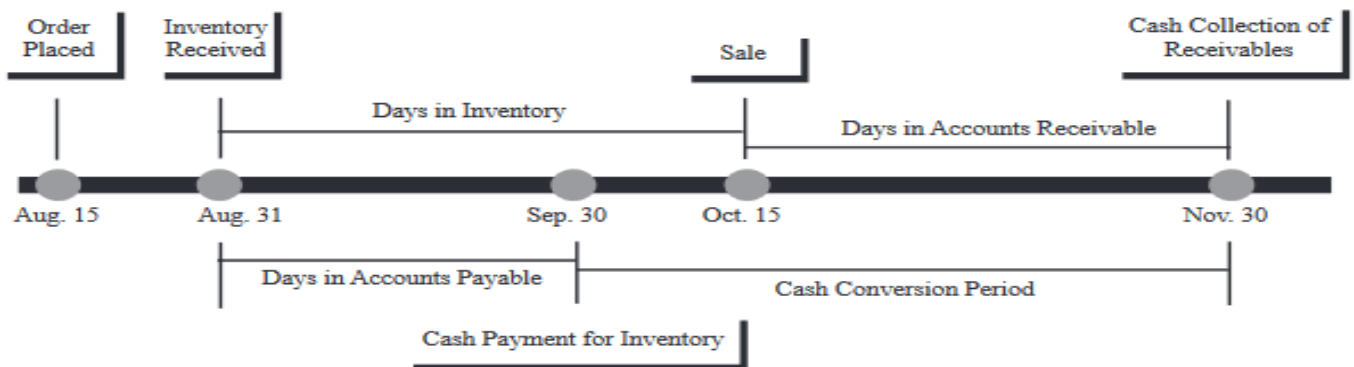 Order
Placed
Inventory
Received
Sale
Cash Collection of
Receivables
Days in Inventory
Days in Accounts Receivable
Aug. 15
Aug. 31
Sep. 30
Oct. 15
Nov. 30
Days in Accounts Payable
Cash Conversion Period
Cash Payment for Inventory